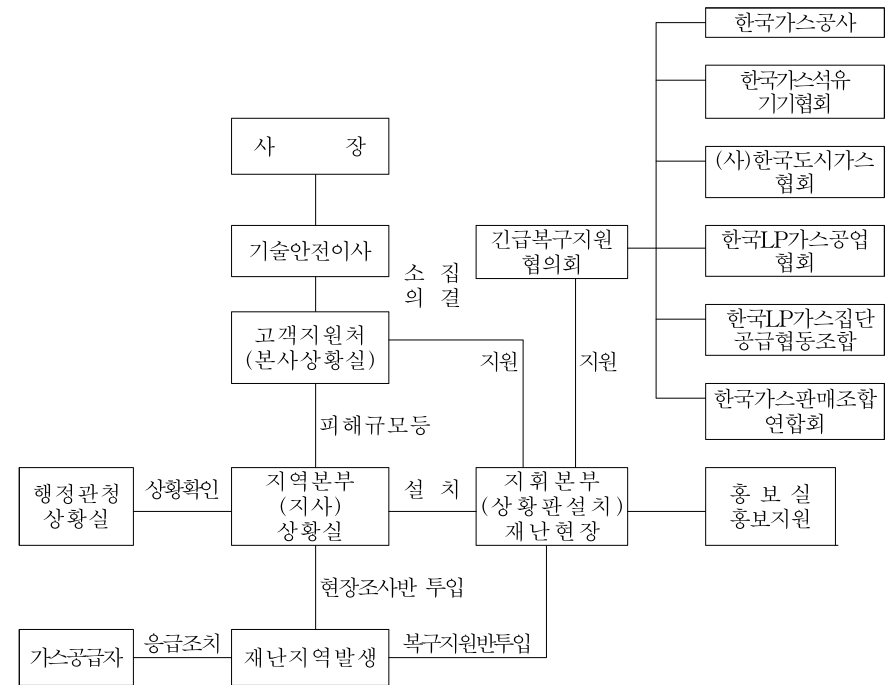 한국가스공사
한국가스석유
기기협회
사 장
(사)한국도시가스
협회
기술안전이사
긴급복구지원
협의회
한국LP가스공업
협회
소 집
의 결
고객지원처
(본사상황실)
지원
지원
한국LP가스집단
공급협동조합
피해규모등
한국가스판매조합
연합회
행정관청
상황실
상황확인
지역본부
(지사)
상황실
설 치
지휘본부
(상황판설치)
재난현장
홍 보 실
홍보지원
현장조사반 투입
가스공급자
응급조치
재난지역발생
복구지원반투입